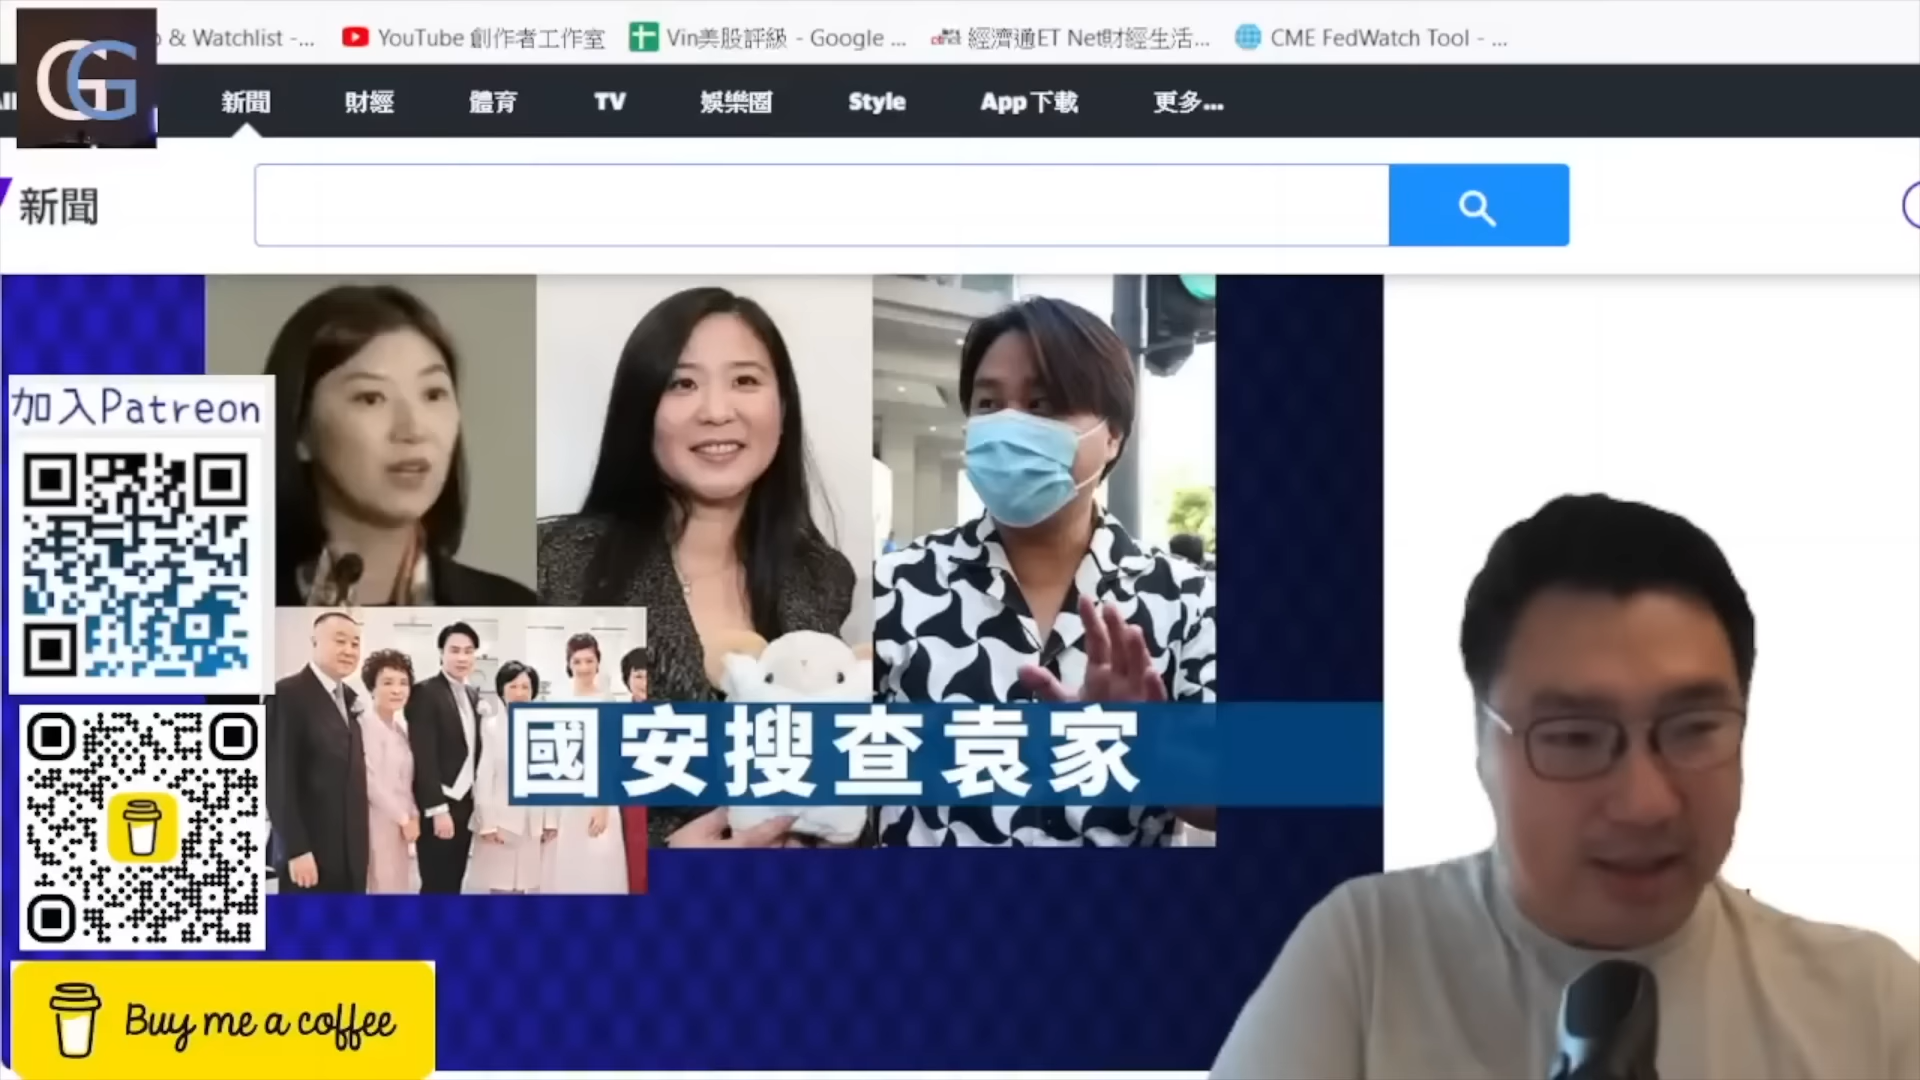 & Watchlist -...
YouTube 創作者工作室
Vin美股評級 - Google ...
經濟通ET Net財經生活...
CME FedWatch Tool - ...
GG
新聞
財經
體育
TV
娛樂圈
Style
App下載
更多...
新聞
加入Patreon
國安搜查袁家
Buy me a coffee